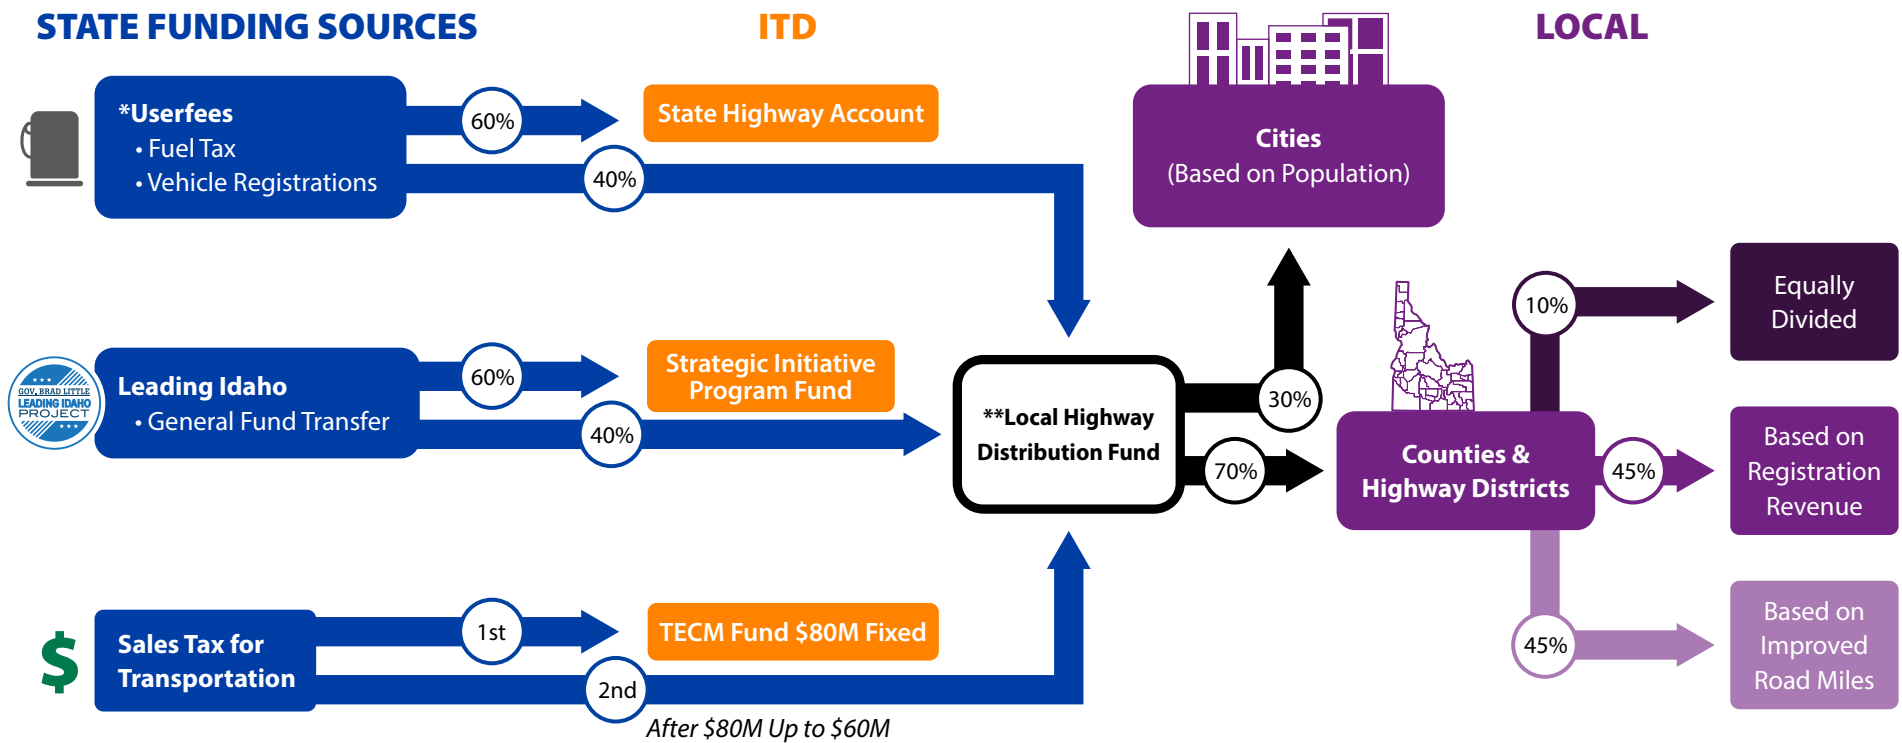 STATE FUNDING SOURCES
ITD
LOCAL
*Userfees
• Fuel Tax
• Vehicle Registrations
60%
State Highway Account
40%
Cities
(Based on Population)
GOV. BRAD LITTLE
LEADING IDAHO
PROJECT
Leading Idaho
• General Fund Transfer
60%
Strategic Initiative
Program Fund
40%
**Local Highway
Distribution Fund
30%
70%
Counties &
Highway Districts
10%
Equally
Divided
45%
Based on
Registration
Revenue
45%
Based on
Improved
Road Miles
$
Sales Tax for
Transportation
1st
TECM Fund $80M Fixed
2nd
After $80M Up to $60M